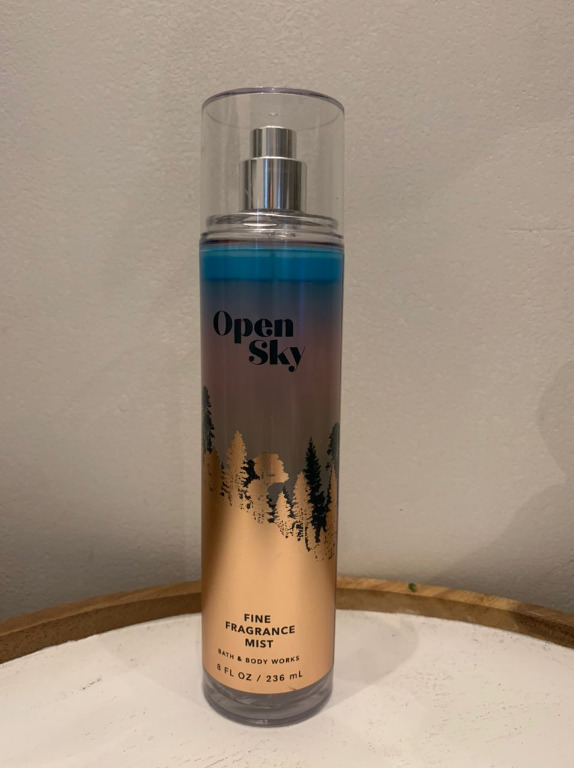 Open
Sky
FINE
FRAGRANCE
MIST
BATH & BODY WORKS
8 FL OZ / 236 mL